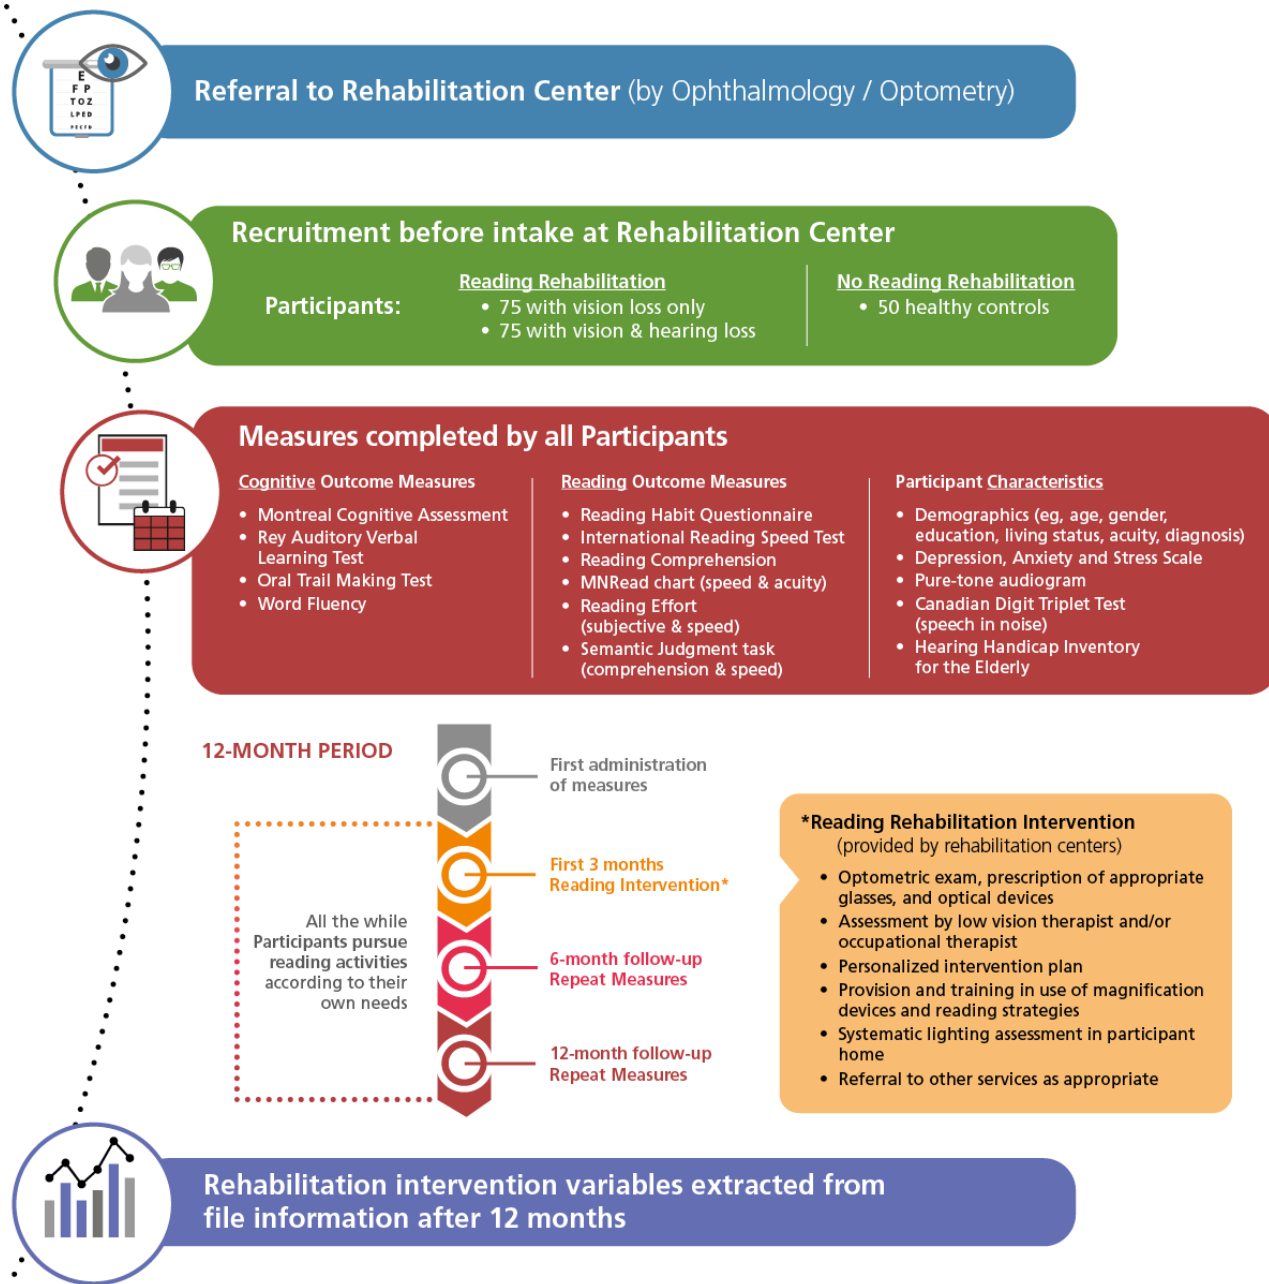 E
F P
T O Z
L P E D
P E C F D
Referral to Rehabilitation Center (by Ophthalmology / Optometry)
Recruitment before intake at Rehabilitation Center
Participants:
Reading Rehabilitation
• 75 with vision loss only
• 75 with vision & hearing loss
No Reading Rehabilitation
• 50 healthy controls
Measures completed by all Participants
Cognitive Outcome Measures
• Montreal Cognitive Assessment
• Rey Auditory Verbal
Learning Test
• Oral Trail Making Test
• Word Fluency
Reading Outcome Measures
• Reading Habit Questionnaire
• International Reading Speed Test
• Reading Comprehension
• MNRead chart (speed & acuity)
• Reading Effort
(subjective & speed)
• Semantic Judgment task
(comprehension & speed)
Participant Characteristics
• Demographics (eg, age, gender,
education, living status, acuity, diagnosis)
• Depression, Anxiety and Stress Scale
• Pure-tone audiogram
• Canadian Digit Triplet Test
(speech in noise)
• Hearing Handicap Inventory
for the Elderly
12-MONTH PERIOD
First administration
of measures
First 3 months
Reading Intervention*
All the while
Participants pursue
reading activities
according to their
own needs
6-month follow-up
Repeat Measures
12-month follow-up
Repeat Measures
*Reading Rehabilitation Intervention
(provided by rehabilitation centers)
• Optometric exam, prescription of appropriate
glasses, and optical devices
• Assessment by low vision therapist and/or
occupational therapist
• Personalized intervention plan
• Provision and training in use of magnification
devices and reading strategies
• Systematic lighting assessment in participant
home
• Referral to other services as appropriate
Rehabilitation intervention variables extracted from
file information after 12 months